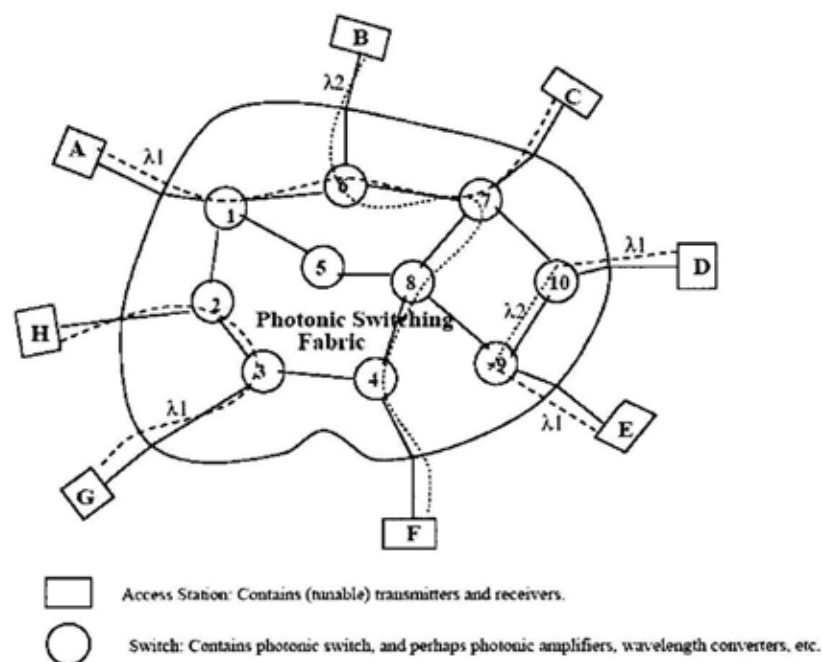 B
λ2
C
A
λ1
6
7
1
λ1
D
5
8
10
2
λ2
H
Photonic Switching
Fabric
3
4
9
λ1
λ1
E
G
F
Access Station: Contains (tunable) transmitters and receivers.
Switch: Contains photonic switch, and perhaps photonic amplifiers, wavelength converters, etc.